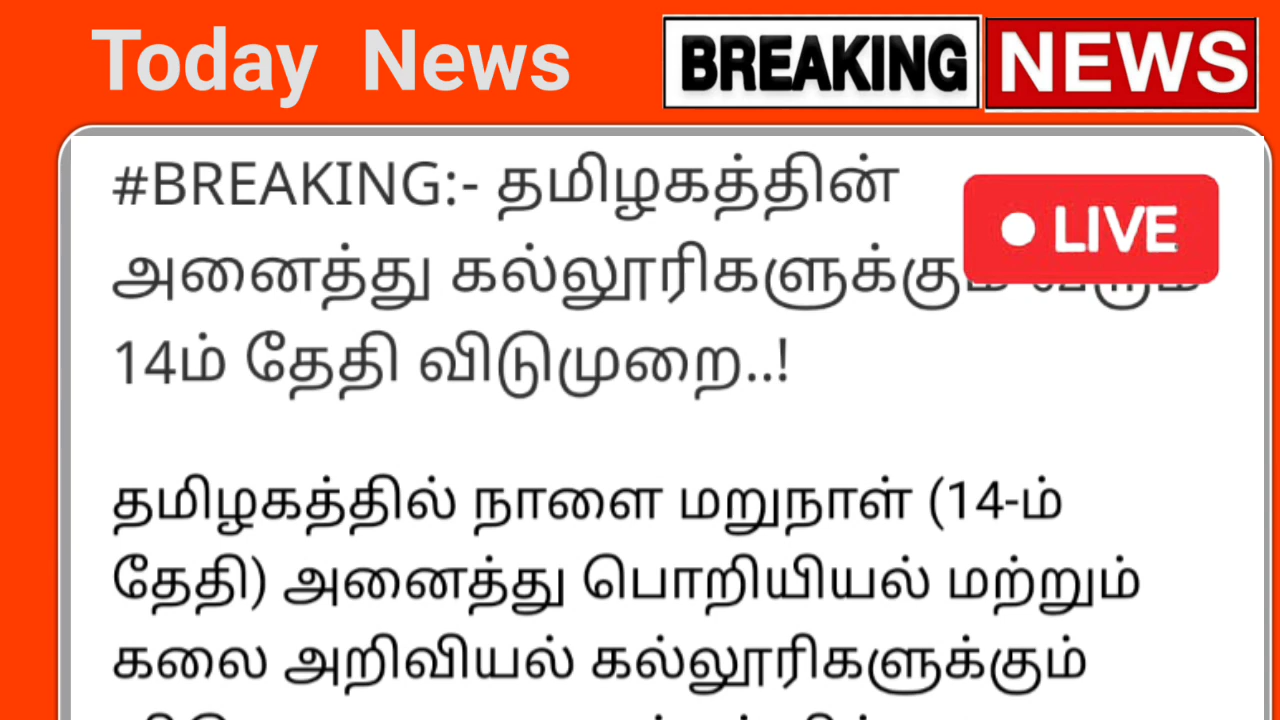 Today News
BREAKING NEWS
#BREAKING:- தமிழகத்தின்
LIVE
அனைத்து கல்லூரிகளுக்கும் வரும்
14ம் தேதி விடுமுறை..!
தமிழகத்தில் நாளை மறுநாள் (14-ம்
தேதி) அனைத்து பொறியியல் மற்றும்
கலை அறிவியல் கல்லூரிகளுக்கும்